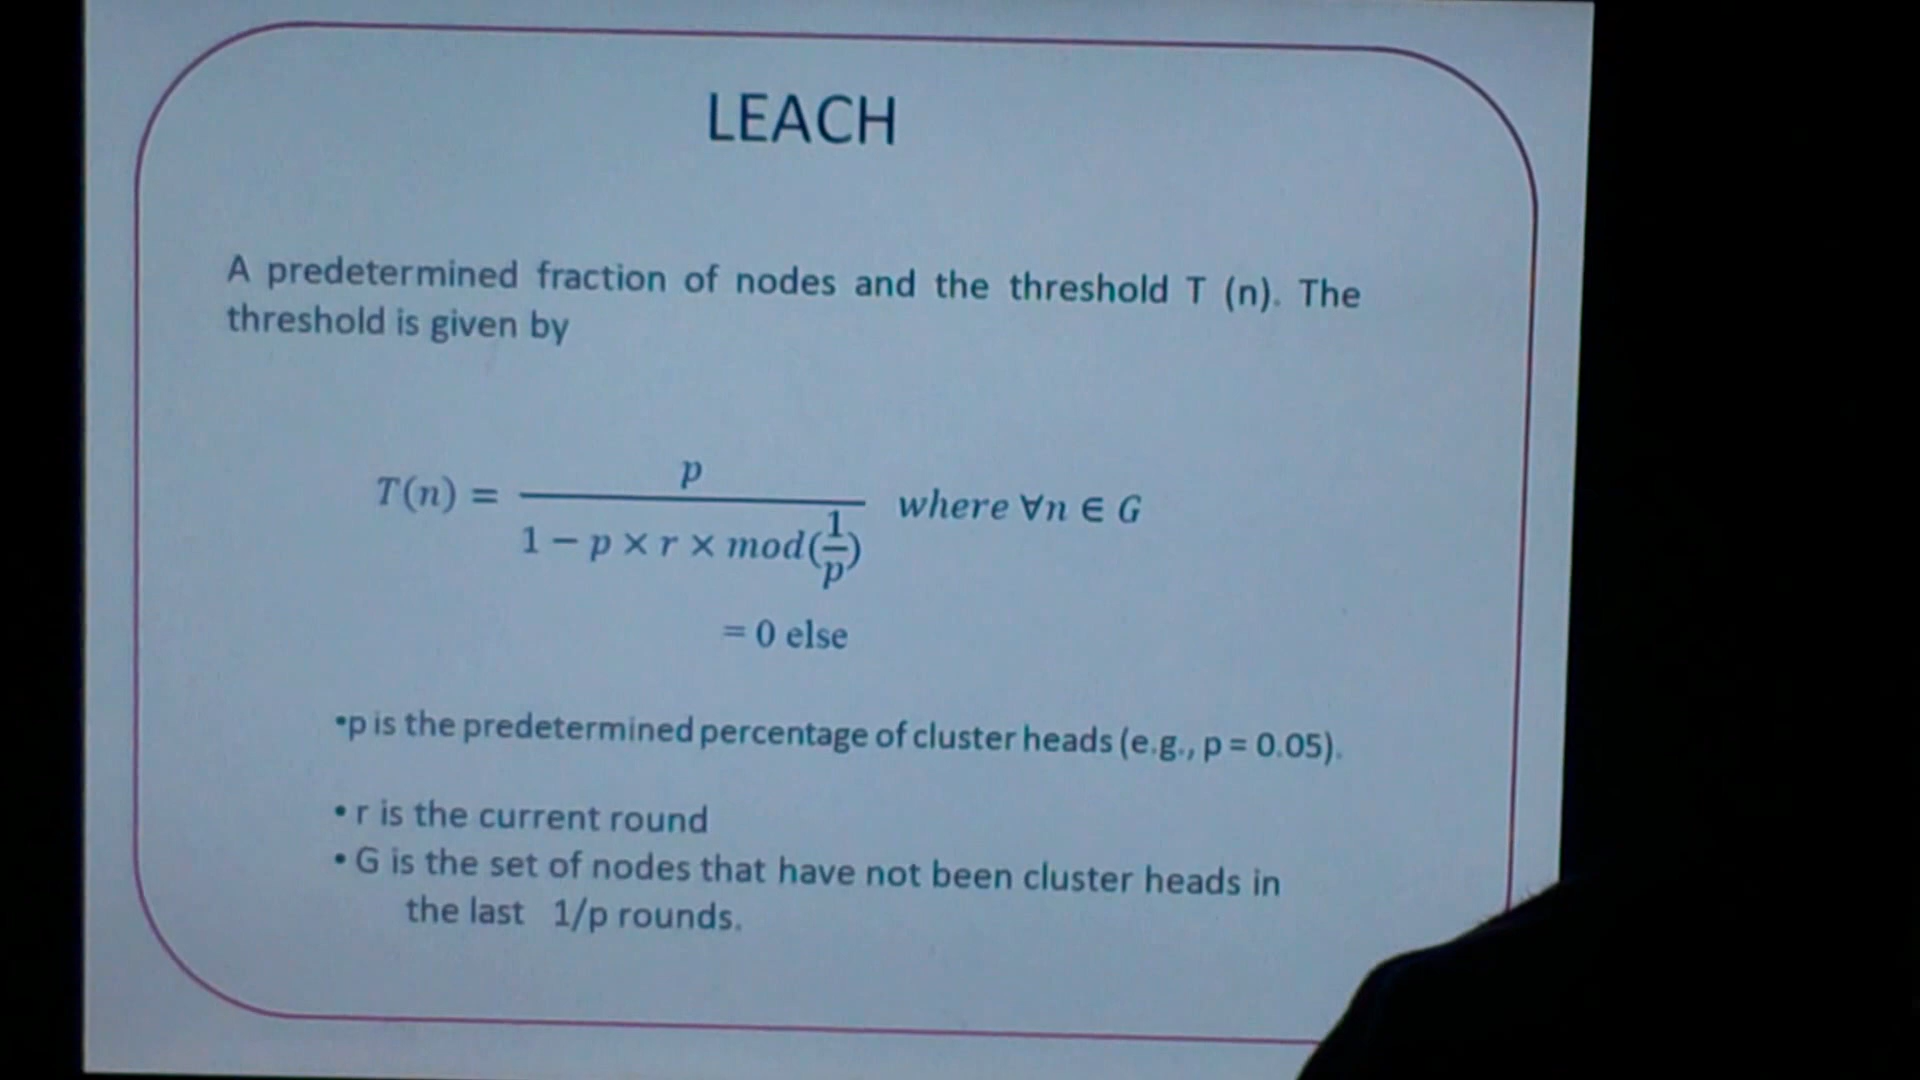 LEACH
A predetermined fraction of nodes and the threshold T (n). The
threshold is given by
T(n) = p / (1 − p × r × mod(1/p)) where ∀n ∈ G
= 0 else
•p is the predetermined percentage of cluster heads (e.g., p = 0.05).
• r is the current round
• G is the set of nodes that have not been cluster heads in
the last 1/p rounds.